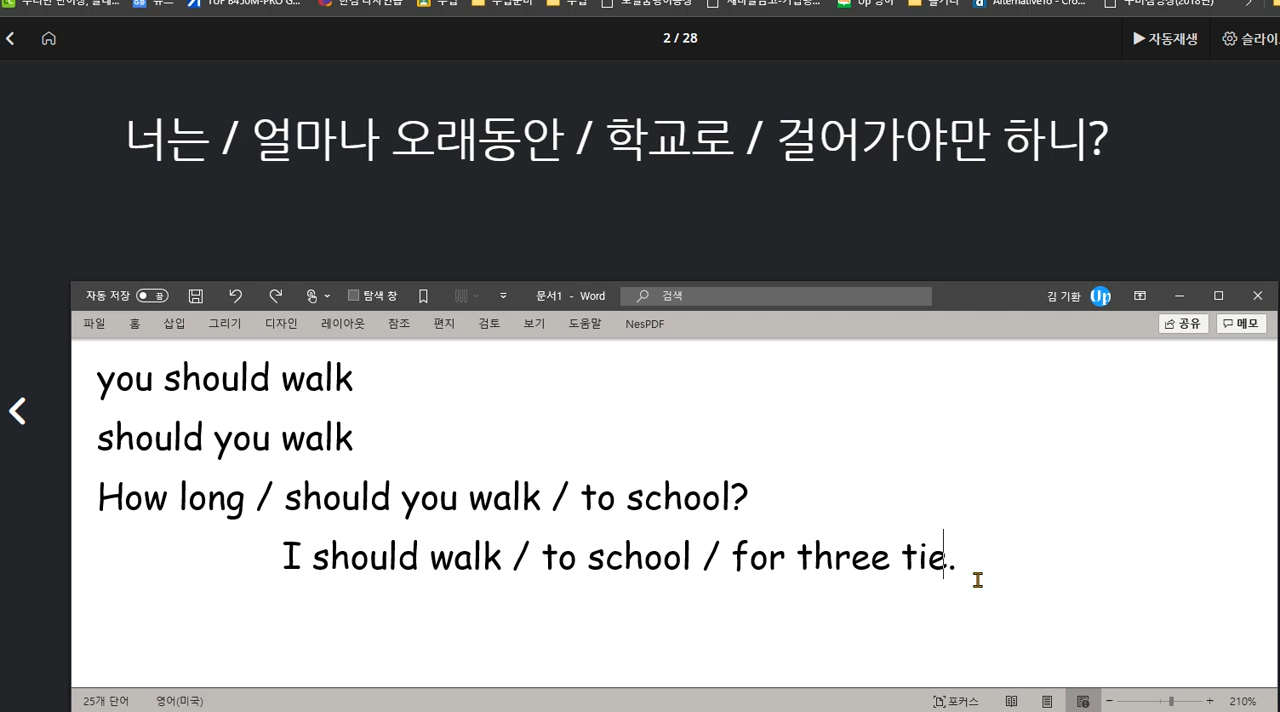 2 / 28
▶ 자동재생
슬라이
너는 / 얼마나 오래동안 / 학교로 / 걸어가야만 하니?
자동 저장 끔 탐색 창 문서1 - Word 검색 김 기환 Up
파일 홈 삽입 그리기 디자인 레이아웃 참조 편지 검토 보기 도움말 NesPDF 공유 메모
you should walk
should you walk
How long / should you walk / to school?
I should walk / to school / for three tie.
25개 단어 영어(미국) 포커스 210%